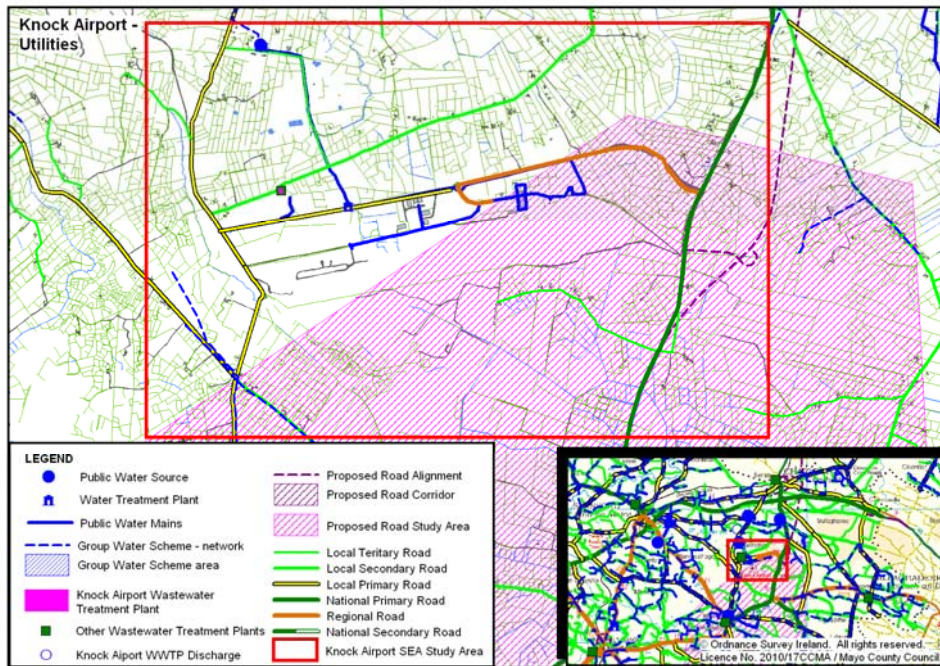 Knock Airport -
Utilities
LEGEND
Public Water Source
Water Treatment Plant
Public Water Mains
Group Water Scheme - network
Group Water Scheme area
Knock Airport Wastewater
Treatment Plant
Other Wastewater Treatment Plants
Knock Aiport WWTP Discharge
Proposed Road Alignment
Proposed Road Corridor
Proposed Road Study Area
Local Teritary Road
Local Secondary Road
Local Primary Road
National Primary Road
Regional Road
National Secondary Road
Knock Airport SEA Study Area
© Ordnance Survey Ireland. All rights reserved.
Licence No. 2010/17CCMA / Mayo County Council